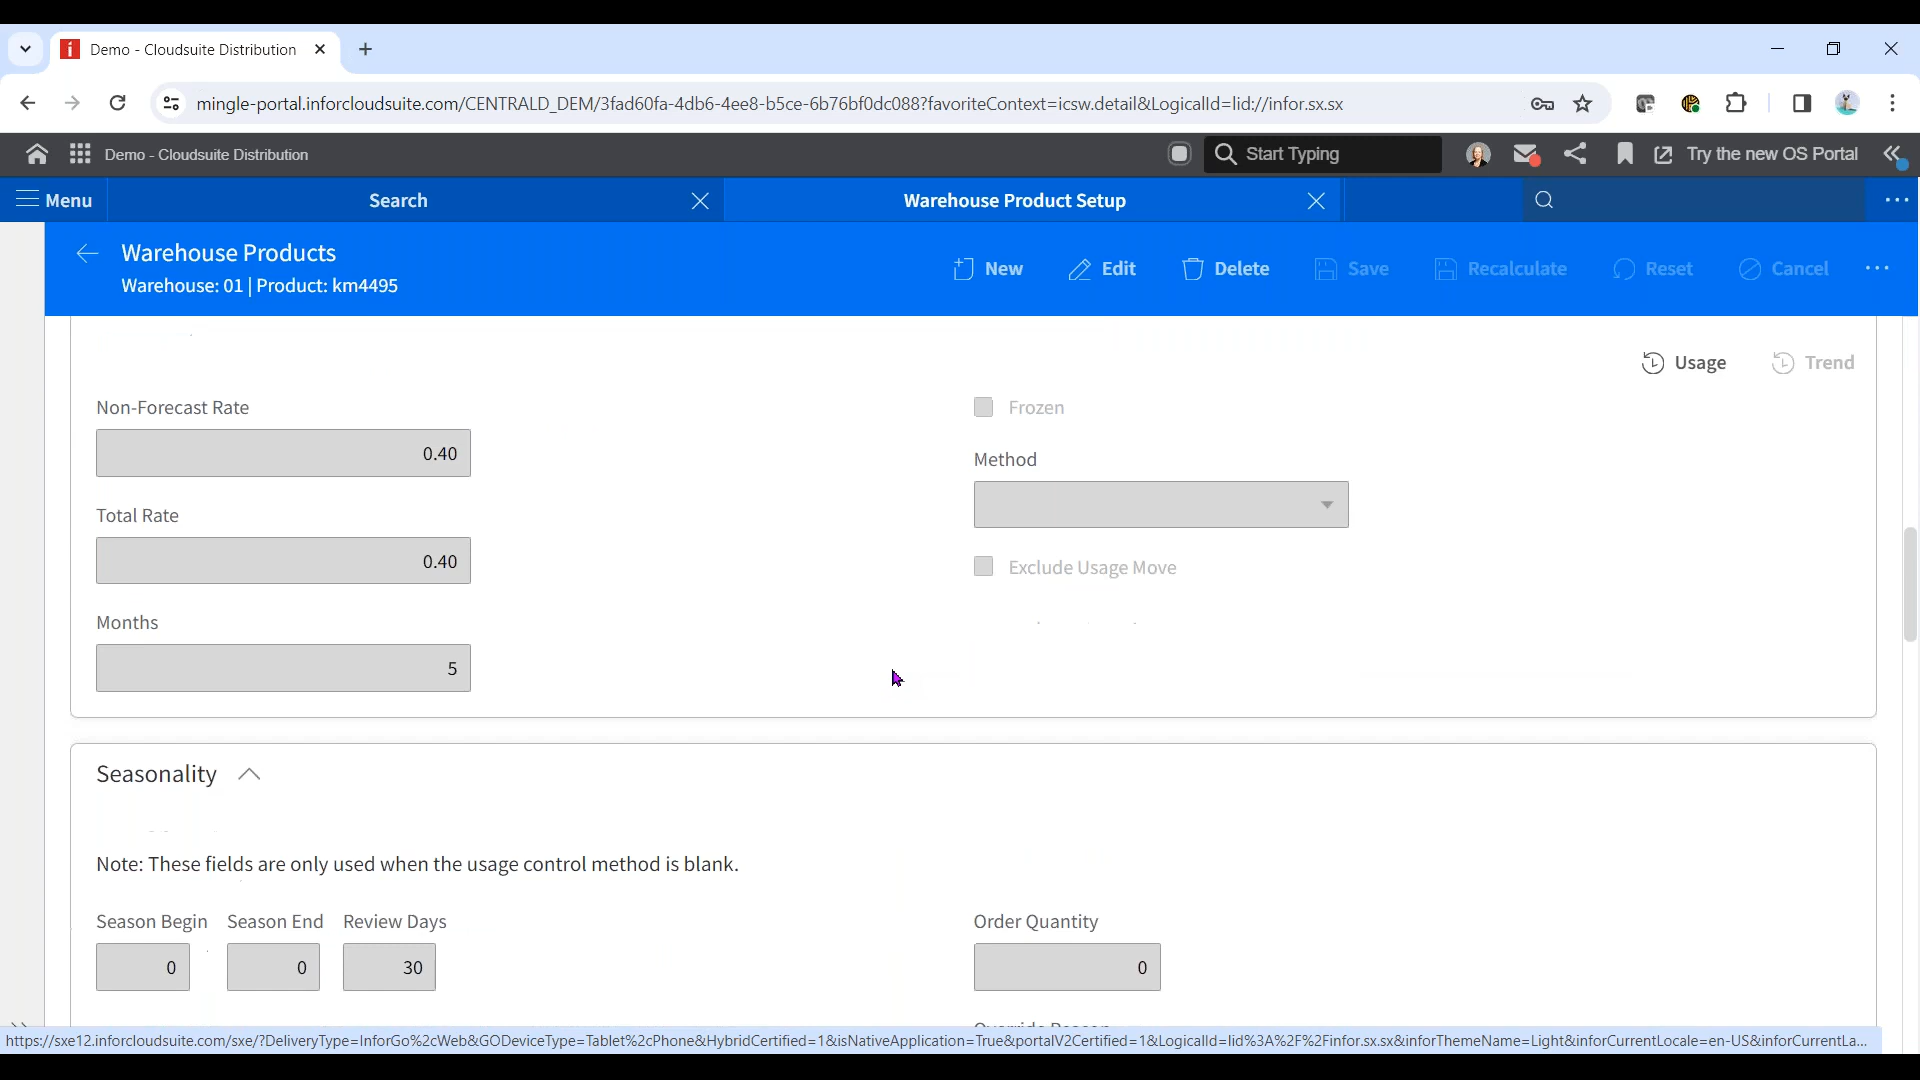 Demo - Cloudsuite Distribution
mingle-portal.inforcloudsuite.com/CENTRALD_DEM/3fad60fa-4db6-4ee8-b5ce-6b76bf0dc088?favoriteContext=icsw.detail&LogicalId=lid://infor.sx.sx
Demo - Cloudsuite Distribution
Start Typing
Try the new OS Portal
Menu
Search
Warehouse Product Setup
Warehouse Products
Warehouse: 01 | Product: km4495
New
Edit
Delete
Save
Recalculate
Reset
Cancel
Usage
Trend
Non-Forecast Rate
Frozen
0.40
Method
Total Rate
0.40
Exclude Usage Move
Months
5
Seasonality
Note: These fields are only used when the usage control method is blank.
Season Begin Season End Review Days
Order Quantity
0 0 30
0
https://sxe12.inforcloudsuite.com/sxe/?DeliveryType=InforGo%2cWeb&GODeviceType=Tablet%2cPhone&HybridCertified=1&isNativeApplication=True&portalV2Certified=1&LogicalId=lid%3A%2F%2Finfor.sx.sx&inforThemeName=Light&inforCurrentLocale=en-US&inforCurrentLa...